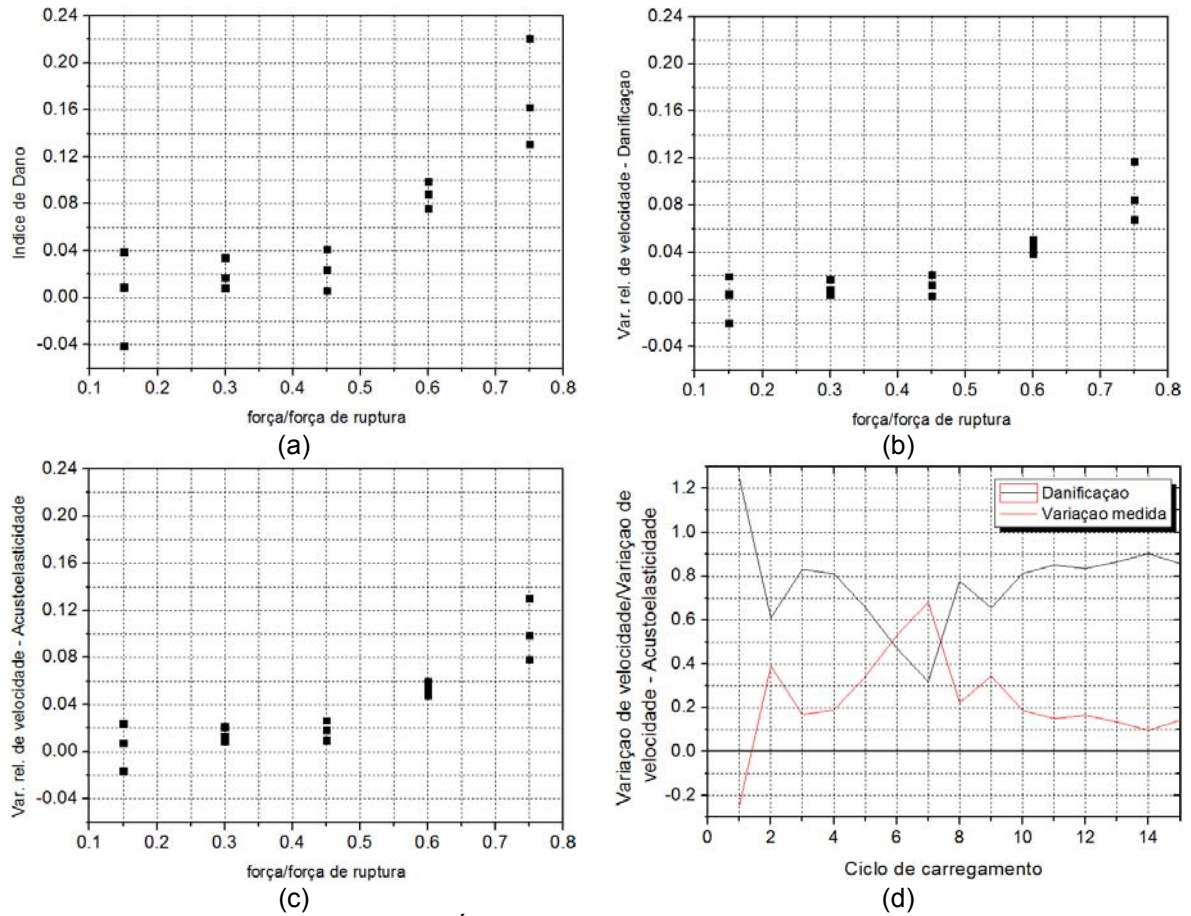 0.24
0.20
0.16
0.12
0.08
0.04
0.00
-0.04
Indice de Dano
0.1 0.2 0.3 0.4 0.5 0.6 0.7 0.8
força/força de ruptura
(a)
0.24
0.20
0.16
0.12
0.08
0.04
0.00
-0.04
Var. rel. de velocidade - Danificaçao
0.1 0.2 0.3 0.4 0.5 0.6 0.7 0.8
força/força de ruptura
(b)
0.24
0.20
0.16
0.12
0.08
0.04
0.00
-0.04
Var. rel. de velocidade - Acustoelasticidade
0.1 0.2 0.3 0.4 0.5 0.6 0.7 0.8
força/força de ruptura
(c)
1.2
1.0
0.8
0.6
0.4
0.2
0.0
-0.2
Variaçao de velocidade/Variaçao de
velocidade - Acustoelasticidade
Danificaçao
Variaçao medida
0 2 4 6 8 10 12 14
Ciclo de carregamento
(d)